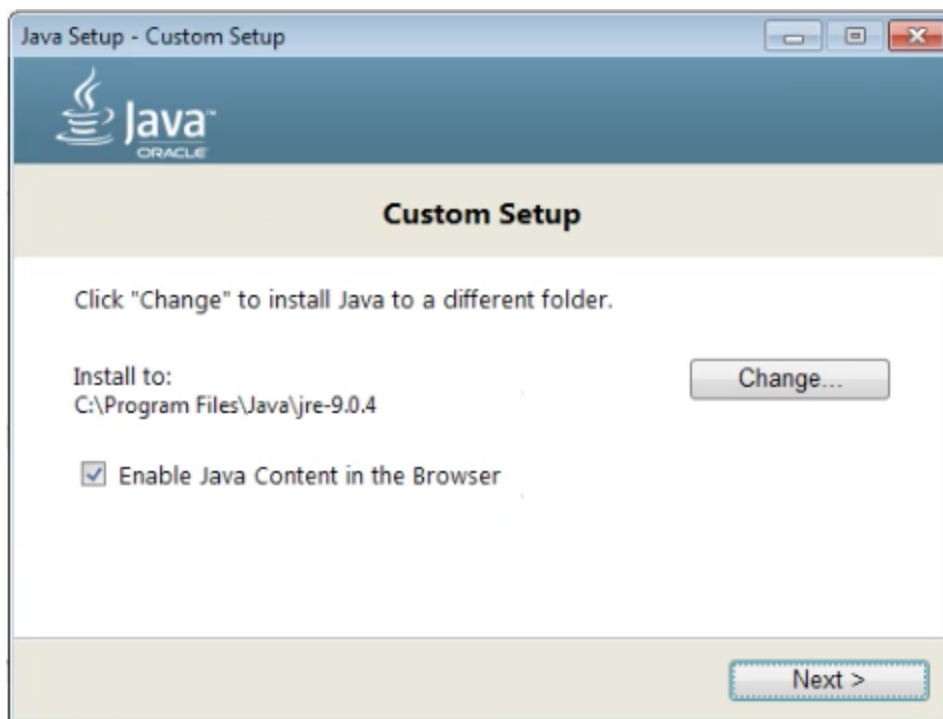 Java Setup - Custom Setup
Java™
ORACLE
Custom Setup
Click "Change" to install Java to a different folder.
Install to:
C:\Program Files\Java\jre-9.0.4
Change...
Enable Java Content in the Browser
Next >